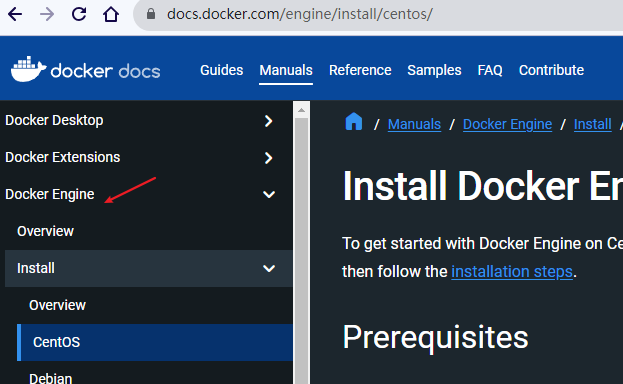 docs.docker.com/engine/install/centos/
docker docs
Guides Manuals Reference Samples FAQ Contribute
Docker Desktop
Docker Extensions
Docker Engine
Overview
Install
Overview
CentOS
Debian
/ Manuals / Docker Engine / Install /
Install Docker En
To get started with Docker Engine on Ce
then follow the installation steps.
Prerequisites